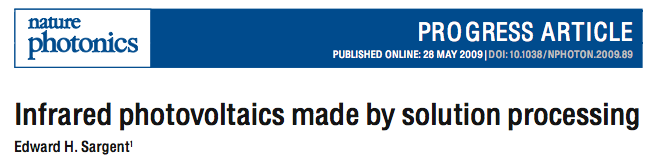 nature
photonics
PROGRESS ARTICLE
PUBLISHED ONLINE: 28 MAY 2009 | DOI: 10.1038/NPHOTON.2009.89
Infrared photovoltaics made by solution processing
Edward H. Sargent1